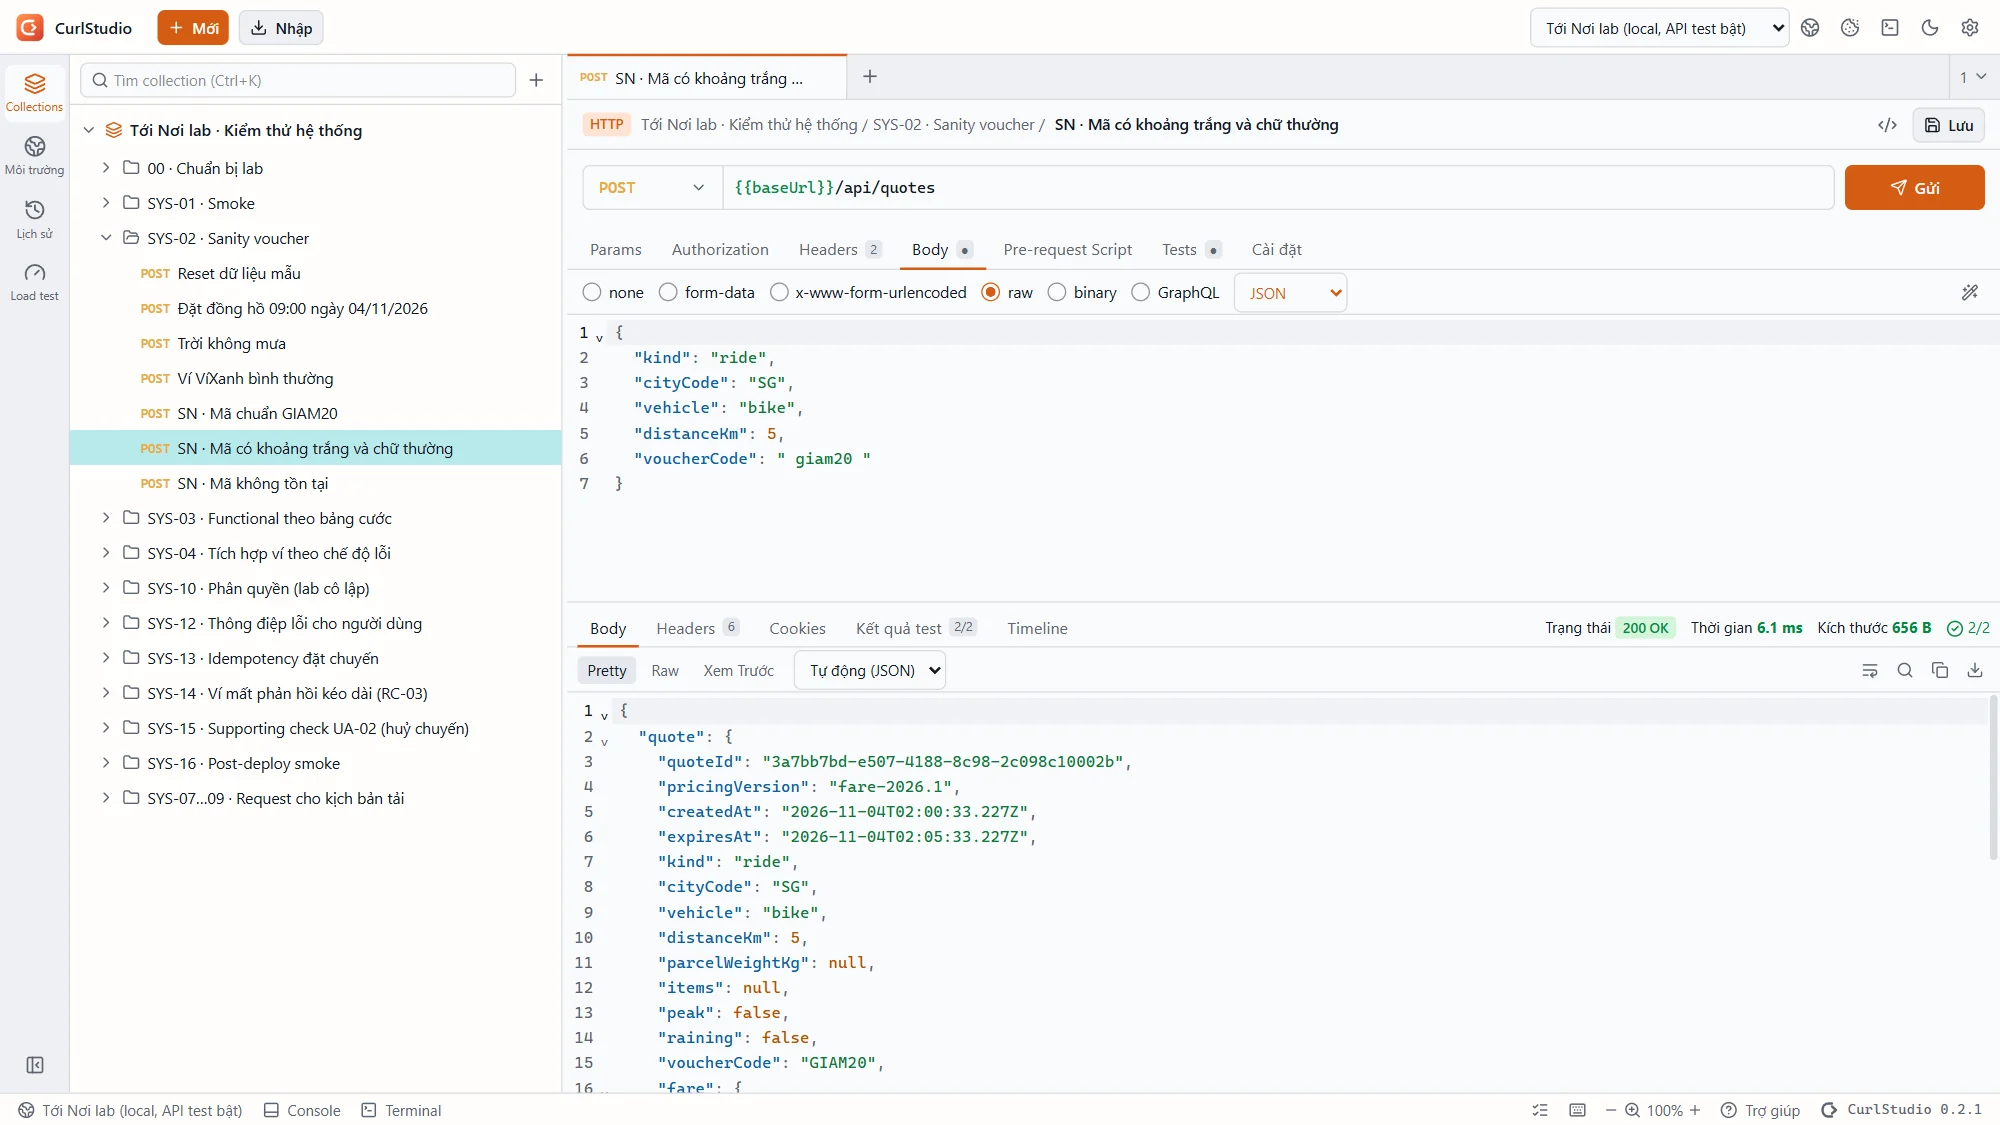 CurlStudio
Mới
Nhập
Tới Nơi lab (local, API test bật)
Collections
Môi trường
Lịch sử
Load test
Tìm collection (Ctrl+K)
Tới Nơi lab · Kiểm thử hệ thống
00 · Chuẩn bị lab
SYS-01 · Smoke
SYS-02 · Sanity voucher
POST Reset dữ liệu mẫu
POST Đặt đồng hồ 09:00 ngày 04/11/2026
POST Trời không mưa
POST Ví VíXanh bình thường
POST SN · Mã chuẩn GIAM20
POST SN · Mã có khoảng trắng và chữ thường
POST SN · Mã không tồn tại
SYS-03 · Functional theo bảng cước
SYS-04 · Tích hợp ví theo chế độ lỗi
SYS-10 · Phân quyền (lab cô lập)
SYS-12 · Thông điệp lỗi cho người dùng
SYS-13 · Idempotency đặt chuyến
SYS-14 · Ví mất phản hồi kéo dài (RC-03)
SYS-15 · Supporting check UA-02 (huỷ chuyến)
SYS-16 · Post-deploy smoke
SYS-07...09 · Request cho kịch bản tải
POST SN · Mã có khoảng trắng ...
1
HTTP Tới Nơi lab · Kiểm thử hệ thống / SYS-02 · Sanity voucher / SN · Mã có khoảng trắng và chữ thường
Lưu
POST {{baseUrl}}/api/quotes
Gửi
Params Authorization Headers 2 Body Pre-request Script Tests Cài đặt
none form-data x-www-form-urlencoded raw binary GraphQL JSON
1 {
2 "kind": "ride",
3 "cityCode": "SG",
4 "vehicle": "bike",
5 "distanceKm": 5,
6 "voucherCode": " giam20 "
7 }
Body Headers 6 Cookies Kết quả test 2/2 Timeline
Trạng thái 200 OK Thời gian 6.1 ms Kích thước 656 B 2/2
Pretty Raw Xem Trước Tự động (JSON)
1 {
2 "quote": {
3 "quoteId": "3a7bb7bd-e507-4188-8c98-2c098c10002b",
4 "pricingVersion": "fare-2026.1",
5 "createdAt": "2026-11-04T02:00:33.227Z",
6 "expiresAt": "2026-11-04T02:05:33.227Z",
7 "kind": "ride",
8 "cityCode": "SG",
9 "vehicle": "bike",
10 "distanceKm": 5,
11 "parcelWeightKg": null,
12 "items": null,
13 "peak": false,
14 "raining": false,
15 "voucherCode": "GIAM20",
16 "fare": {
Tới Nơi lab (local, API test bật) Console Terminal
100% Trợ giúp CurlStudio 0.2.1